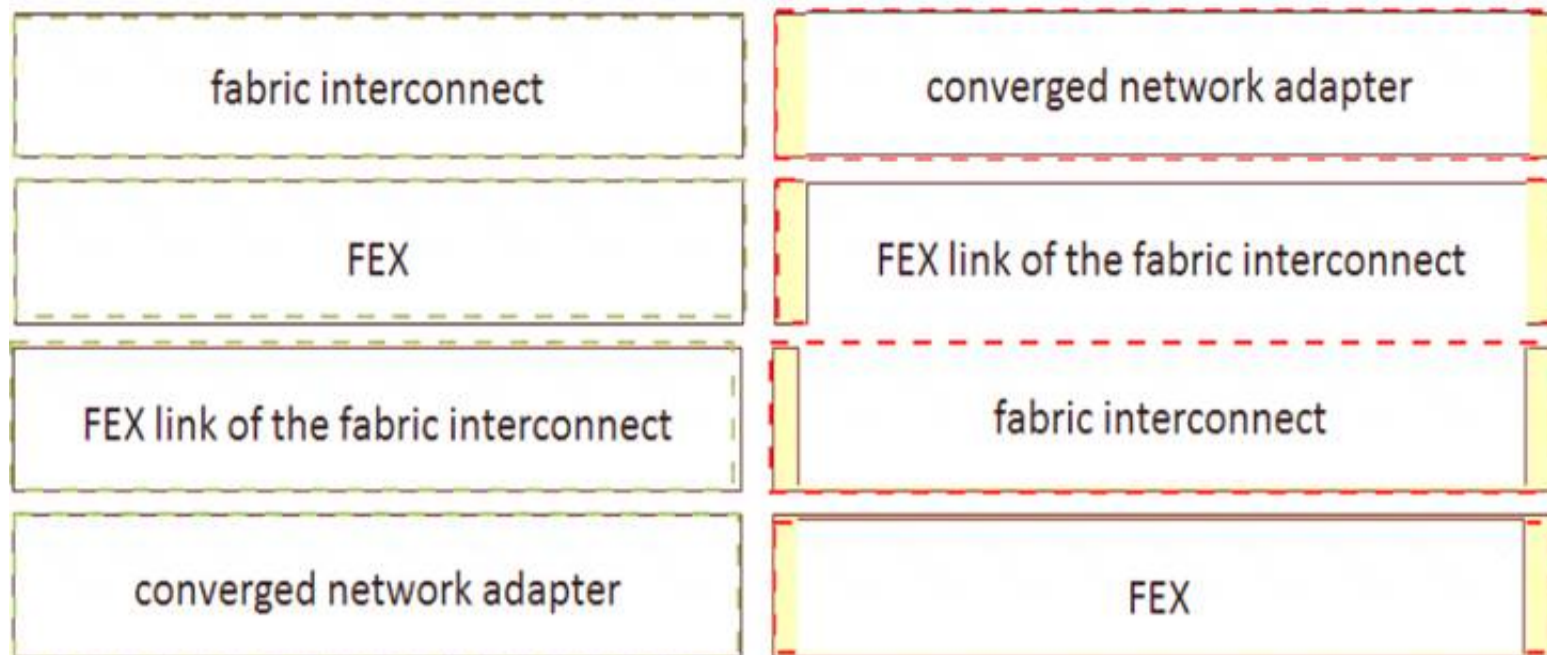 fabric interconnect
converged network adapter
FEX
FEX link of the fabric interconnect
FEX link of the fabric interconnect
fabric interconnect
converged network adapter
FEX